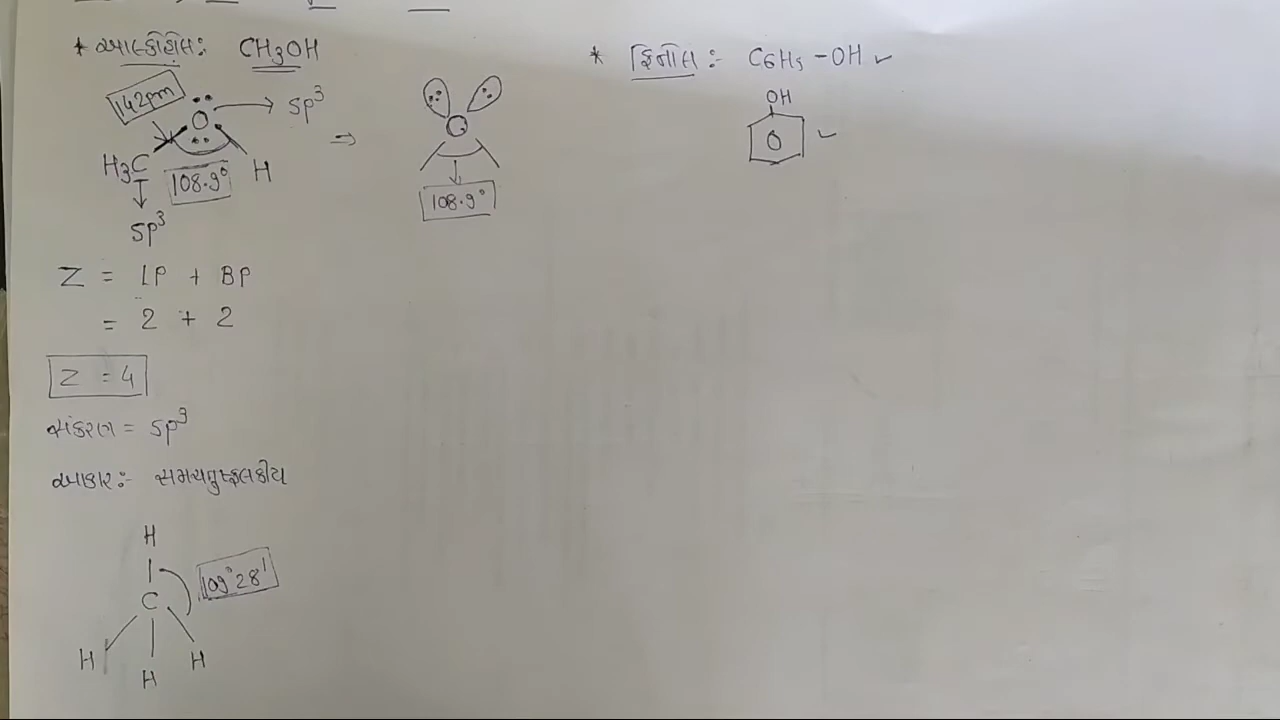 * આલ્કોહોલ:- CH3OH
142pm
O → sp³
H3C
108.9°
H
sp³
⇒
108.9°
Z = LP + BP
= 2 + 2
Z = 4
સંકરણ = sp³
આકાર:- સમચતુષ્ફલકીય
H
C
109°28'
H
H
H
* ફિનોલ:- C6H5 - OH ✓
OH
✓